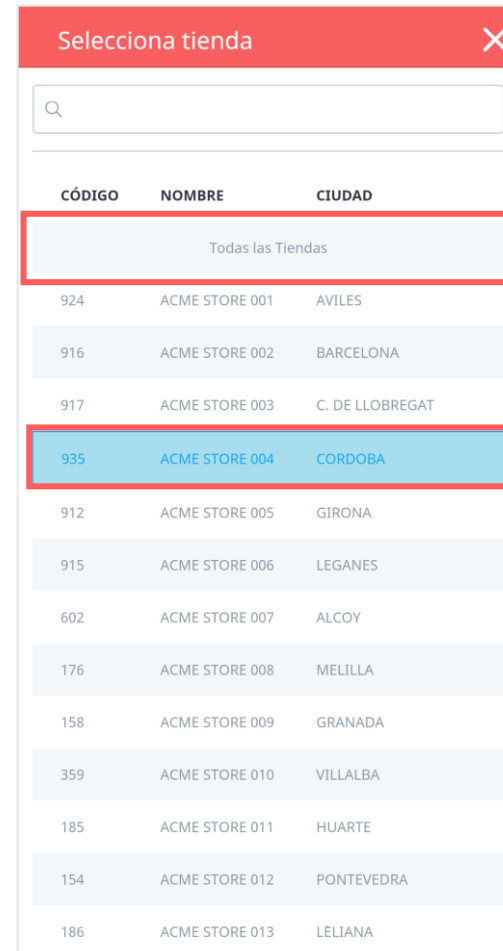 Selecciona tienda
CÓDIGO NOMBRE CIUDAD
Todas las Tiendas
924 ACME STORE 001 AVILES
916 ACME STORE 002 BARCELONA
917 ACME STORE 003 C. DE LLOBREGAT
935 ACME STORE 004 CORDOBA
912 ACME STORE 005 GIRONA
915 ACME STORE 006 LEGANES
602 ACME STORE 007 ALCOY
176 ACME STORE 008 MELILLA
158 ACME STORE 009 GRANADA
359 ACME STORE 010 VILLALBA
185 ACME STORE 011 HUARTE
154 ACME STORE 012 PONTEVEDRA
186 ACME STORE 013 LÉLIANA